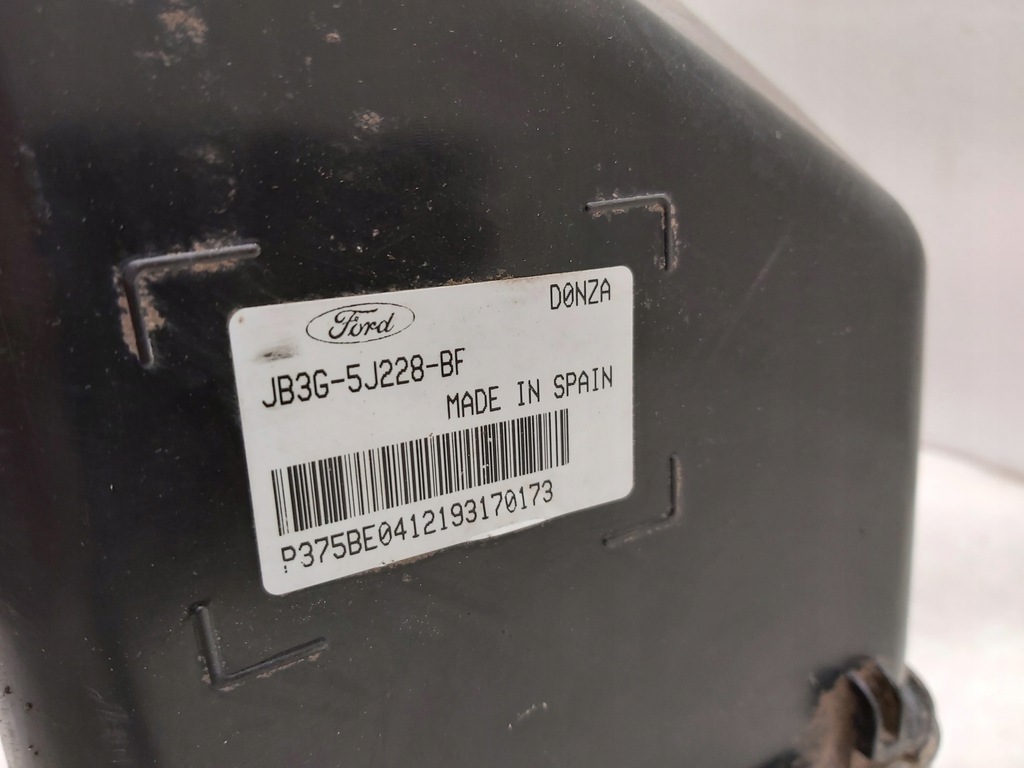 Ford
D0NZA
JB3G-5J228-BF
MADE IN SPAIN
P375BE0412193170173